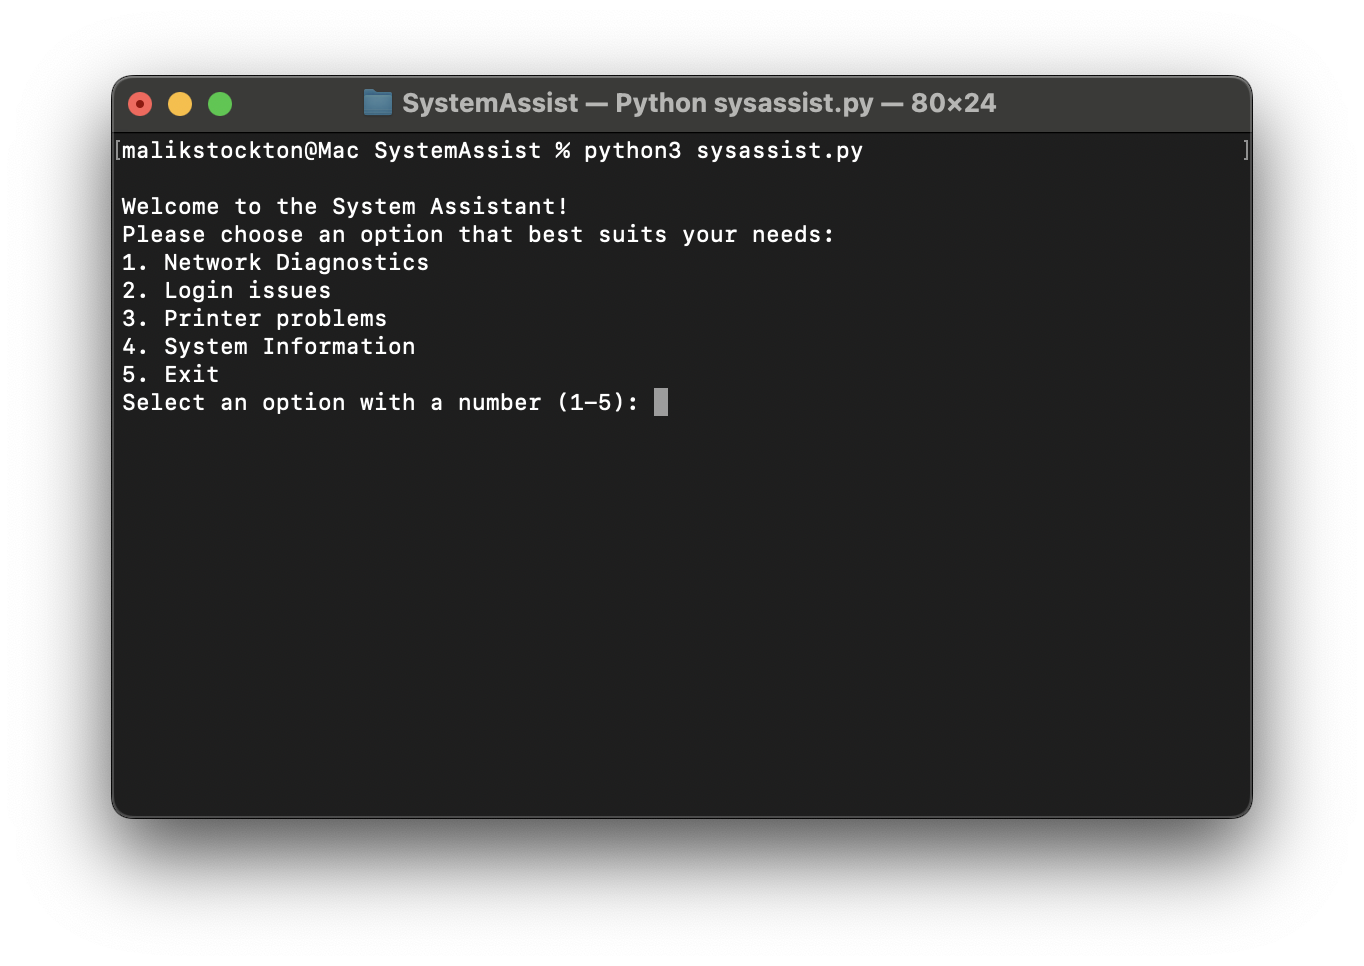 SystemAssist — Python sysassist.py — 80×24
[malikstockton@Mac SystemAssist % python3 sysassist.py ]
Welcome to the System Assistant!
Please choose an option that best suits your needs:
1. Network Diagnostics
2. Login issues
3. Printer problems
4. System Information
5. Exit
Select an option with a number (1-5):